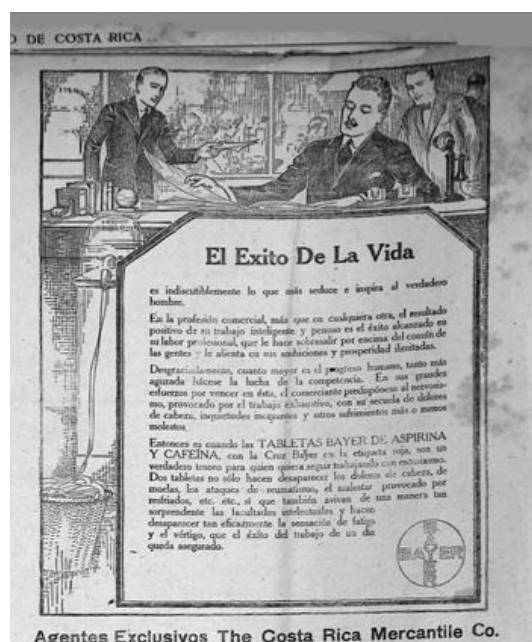 O DE COSTA RICA ..
El Exito De La Vida
es indiscutiblemente lo que más seduce e inspira al verdadero
hombre.
En la profesión comercial, más que en cualquiera otra, el resultado
positivo de su trabajo inteligente y penoso es el éxito alcanzado en
su labor profesional, que le hace sobresalir por encima del común de
las gentes y le alienta en sus ambiciones y prosperidad ilimitadas.
Desgraciadamente, cuanto mayor es el progreso humano, tanto más
agurada hácese la lucha de la competencia. En sus grandes
esfuerzos por vencer en ésta, el comerciante predispónese al nervosis-
mo, provocado por el trabajo exhaustivo, con su secuela de dolores
de cabeza, inquietudes incesantes y otros sufrimientos más o menos
molestos.
Entonces es cuando las TABLETAS BAYER DE ASPIRINA
Y CAFEÍNA, con la Cruz Bayer en la etiqueta roja, son un
verdadero tesoro para quien quiera seguir trabajando con entusiasmo.
Dos tabletas no sólo hacen desaparecer los dolores de cabeza, de
muelas, los ataques de reumatismo, el malestar provocado por
resfriados, etc. etc., si que también avivan de una manera tan
sorprendente las facultades intelectuales y hacen
desaparecer tan eficazmente la sensación de fatiga
y el vértigo, que el éxito del trabajo de un día
queda asegurado.
BAYER
BAYER
Agentes Exclusivos The Costa Rica Mercantile Co.